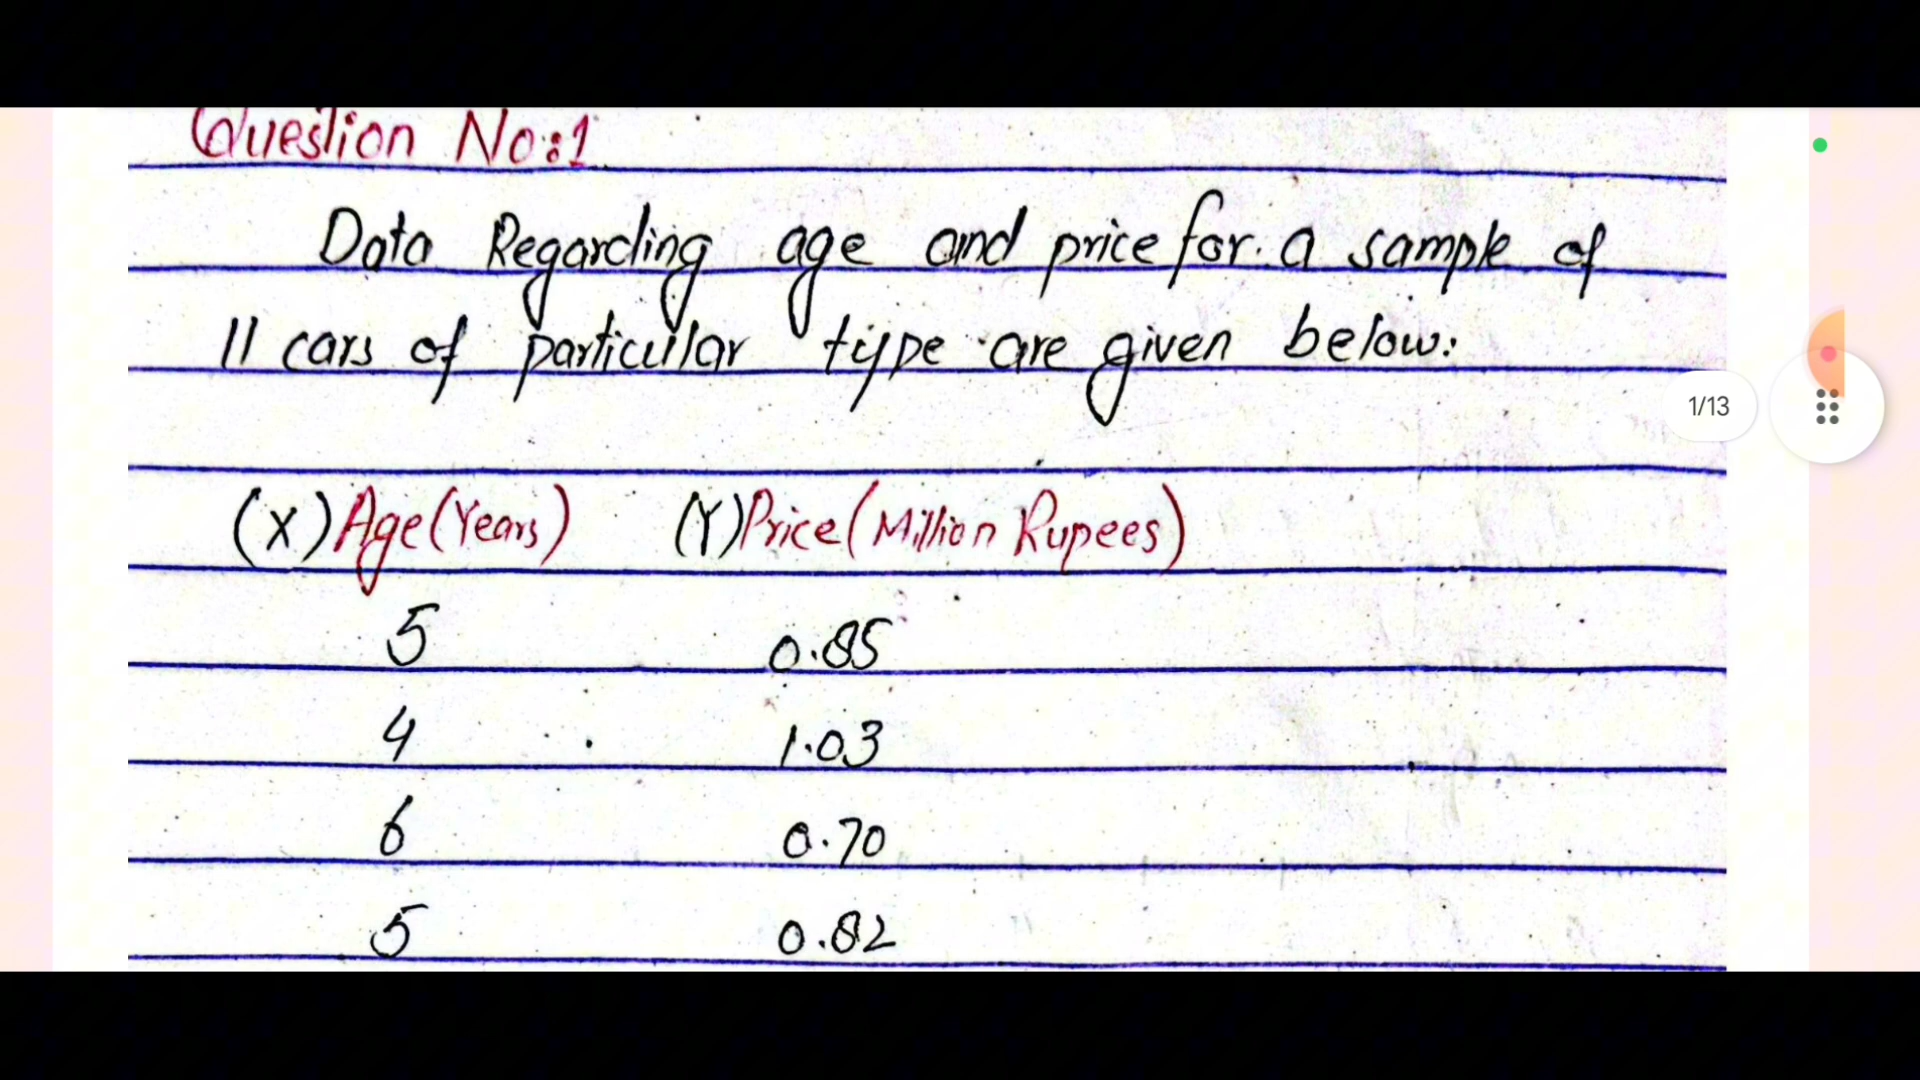 Question No:1
Data Regarding age and price for a sample of
11 cars of particular type are given below:
1/13
(X) Age (Years) (Y) Price (Million Rupees)
5 0.85
4 1.03
6 0.70
5 0.82